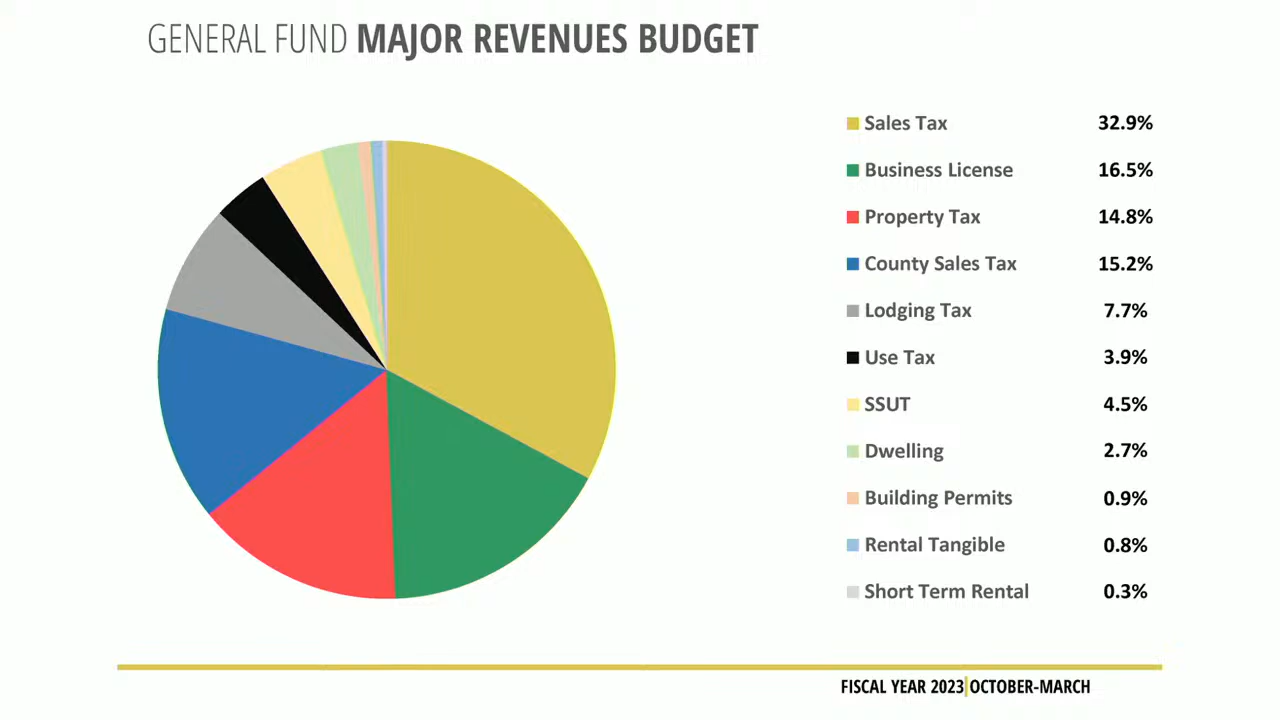 GENERAL FUND MAJOR REVENUES BUDGET
Sales Tax 32.9%
Business License 16.5%
Property Tax 14.8%
County Sales Tax 15.2%
Lodging Tax 7.7%
Use Tax 3.9%
SSUT 4.5%
Dwelling 2.7%
Building Permits 0.9%
Rental Tangible 0.8%
Short Term Rental 0.3%
FISCAL YEAR 2023|OCTOBER-MARCH